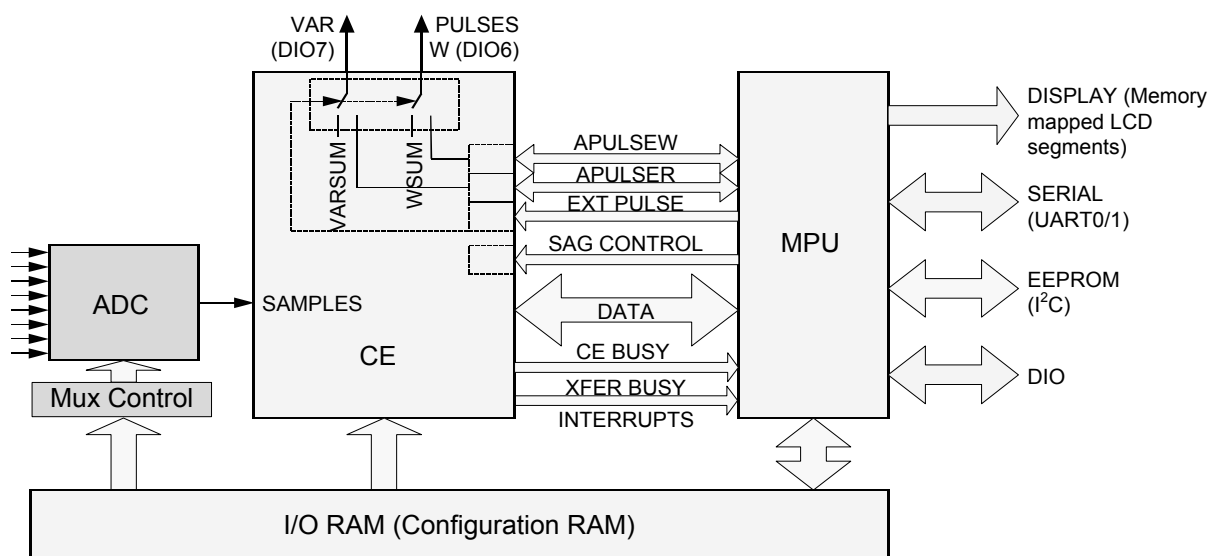 VAR
(DIO7)
PULSES
W (DIO6)
VARSUM
WSUM
APULSEW
APULSER
EXT PULSE
SAG CONTROL
DATA
CE BUSY
XFER BUSY
INTERRUPTS
SAMPLES
CE
ADC
Mux Control
MPU
DISPLAY (Memory
mapped LCD
segments)
SERIAL
(UART0/1)
EEPROM
(I²C)
DIO
I/O RAM (Configuration RAM)